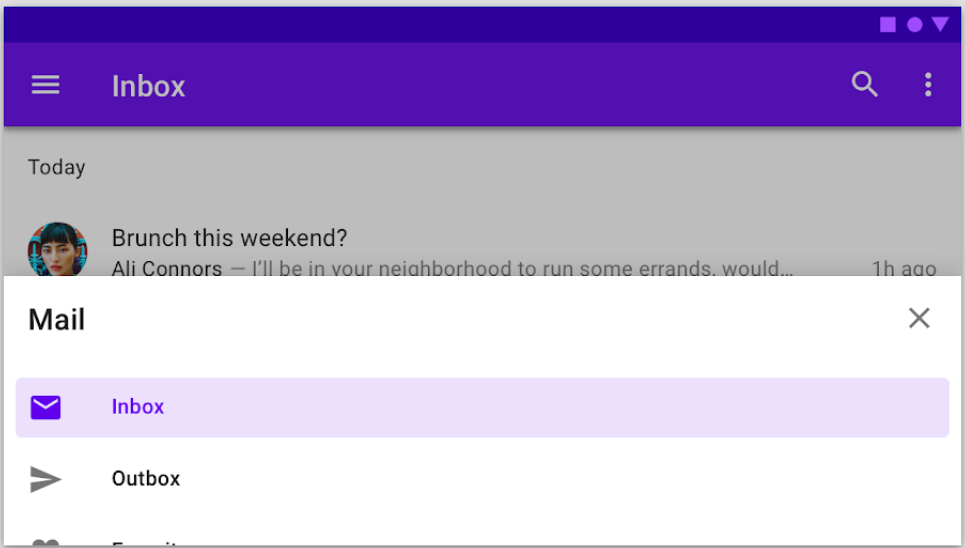 Inbox
Today
Brunch this weekend?
Ali Connors — I'll be in your neighborhood to run some errands, would…
1h ago
Mail
Inbox
Outbox